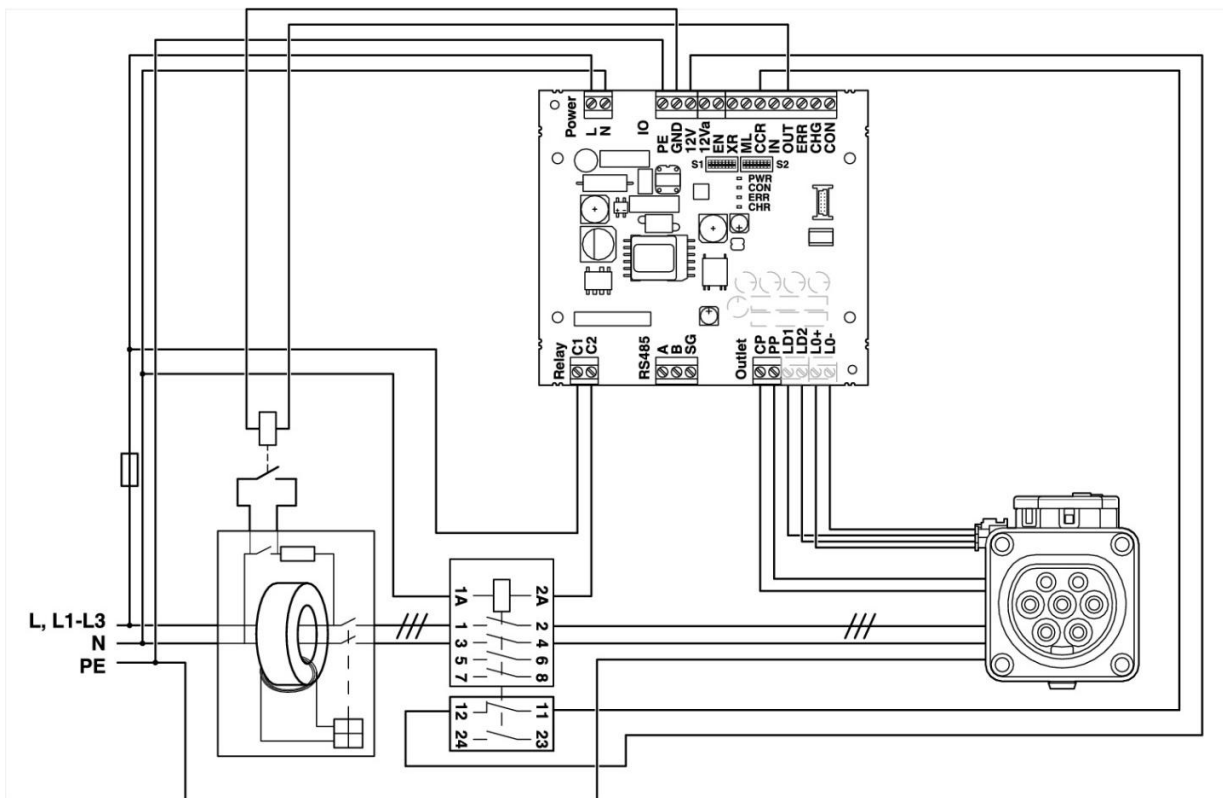 Power
L
N
IO
PE
GND
12V
12Va
EN
XR
ML
CCR
IN
OUT
ERR
CHG
CON
S1
S2
PWR
CON
ERR
CHR
Relay
C1
C2
RS485
A
B
SG
Outlet
CP
PP
LD1
LD2
L0+
L0-
1A 2A
1 2
3 4
5 6
7 8
12 11
24 23
L, L1-L3
N
PE